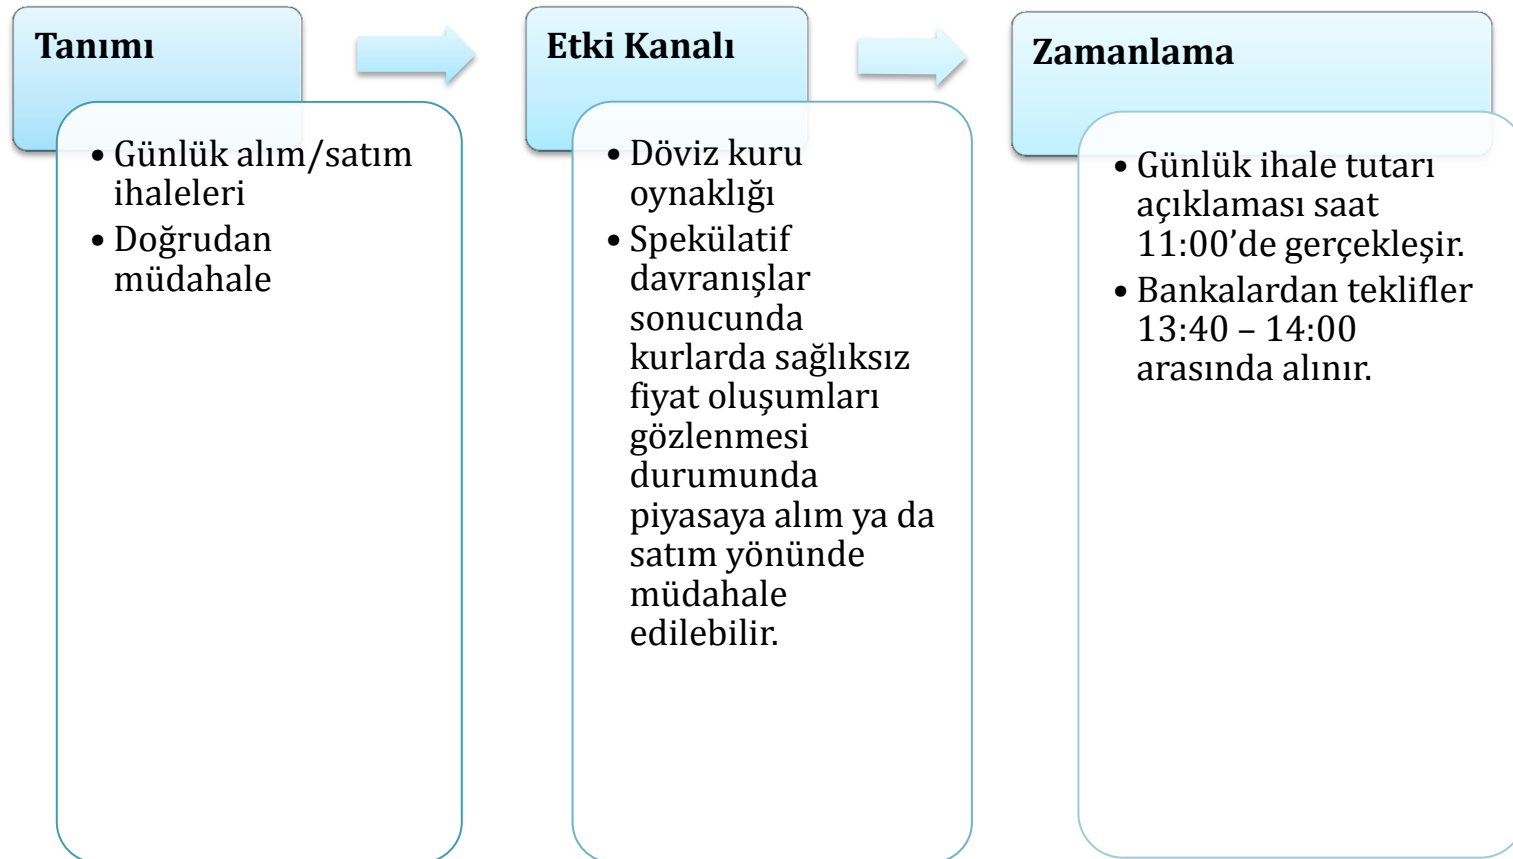 Tanımı
• Günlük alım/satım
ihaleleri
• Doğrudan
müdahale
Etki Kanalı
• Döviz kuru
oynaklığı
• Spekülatif
davranışlar
sonucunda
kurlarda sağlıksız
fiyat oluşumları
gözlenmesi
durumunda
piyasaya alım ya da
satım yönünde
müdahale
edilebilir.
Zamanlama
• Günlük ihale tutarı
açıklaması saat
11:00’de gerçekleşir.
• Bankalardan teklifler
13:40 – 14:00
arasında alınır.